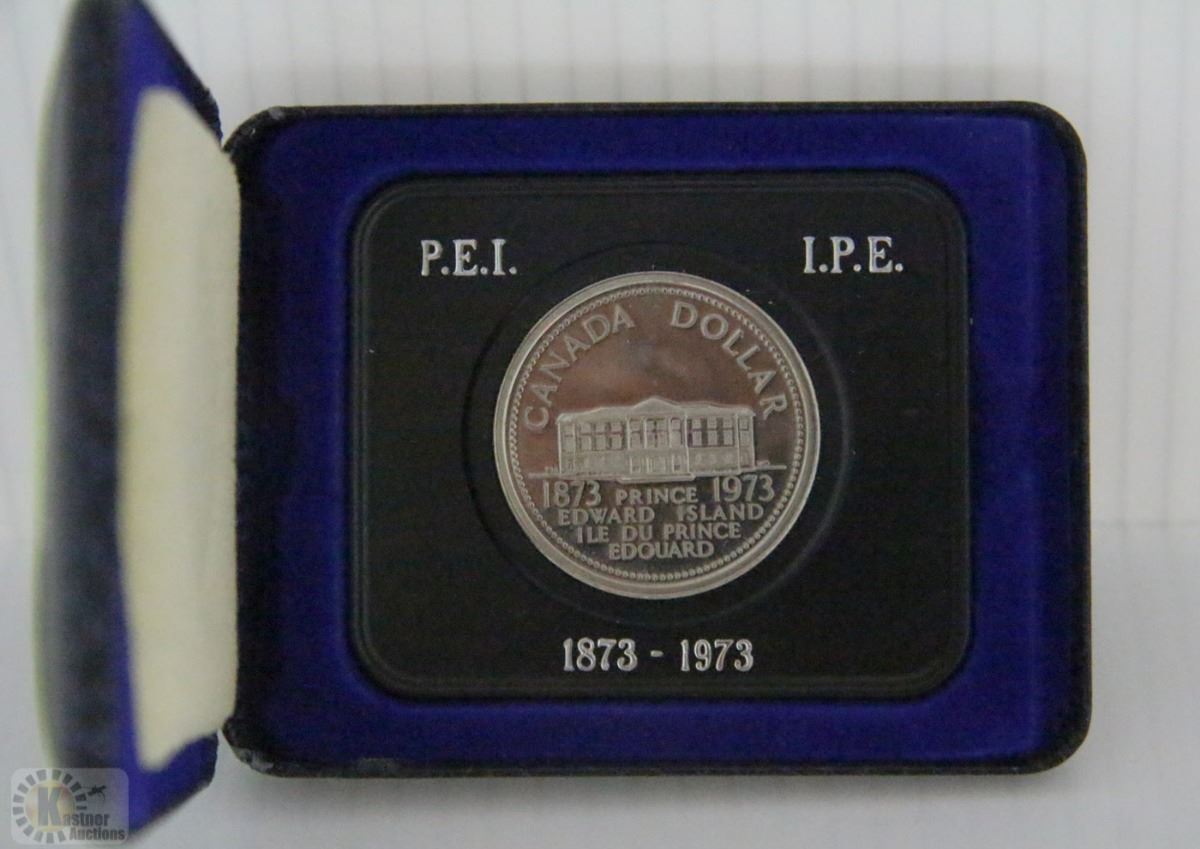 P.E.I. I.P.E.
CANADA DOLLAR
1873 PRINCE 1973
EDWARD ISLAND
ILE DU PRINCE
EDOUARD
1873 - 1973
Kastner
Auctions